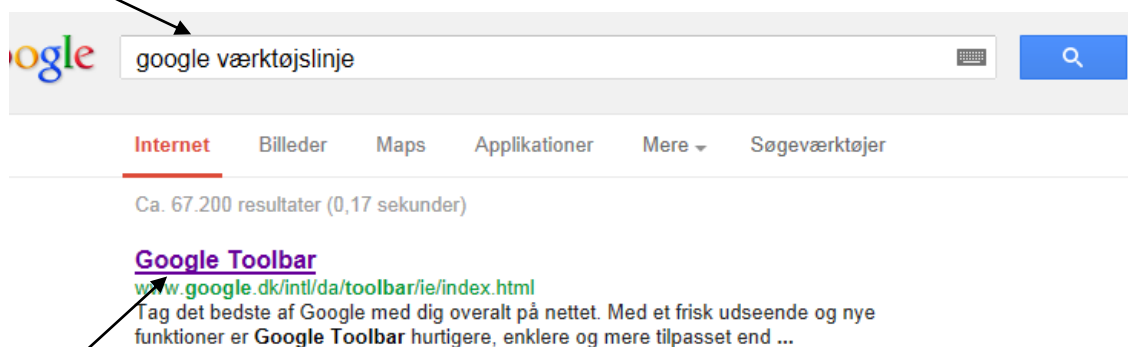 ogle google værktøjslinje
Internet Billeder Maps Applikationer Mere Søgeværktøjer
Ca. 67.200 resultater (0,17 sekunder)
Google Toolbar
www.google.dk/intl/da/toolbar/ie/index.html
Tag det bedste af Google med dig overalt på nettet. Med et frisk udseende og nye
funktioner er Google Toolbar hurtigere, enklere og mere tilpasset end ...